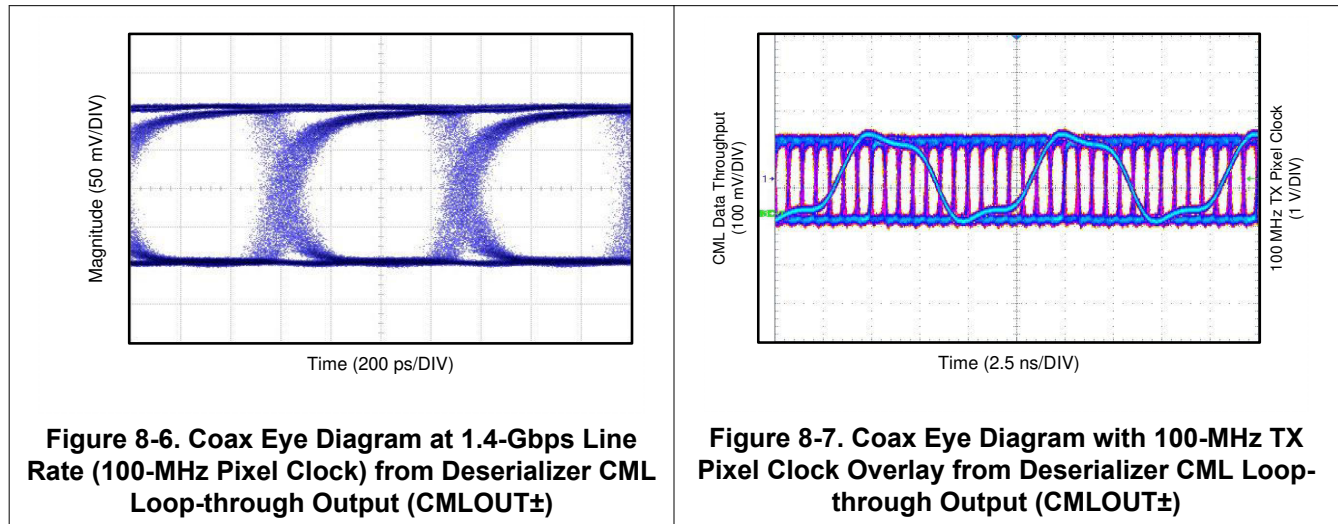 Magnitude (50 mV/DIV)
Time (200 ps/DIV)
Figure 8-6. Coax Eye Diagram at 1.4-Gbps Line
Rate (100-MHz Pixel Clock) from Deserializer CML
Loop-through Output (CMLOUT±)
CML Data Throughput
(100 mV/DIV)
1
100 MHz TX Pixel Clock
(1 V/DIV)
Time (2.5 ns/DIV)
Figure 8-7. Coax Eye Diagram with 100-MHz TX
Pixel Clock Overlay from Deserializer CML Loop-
through Output (CMLOUT±)